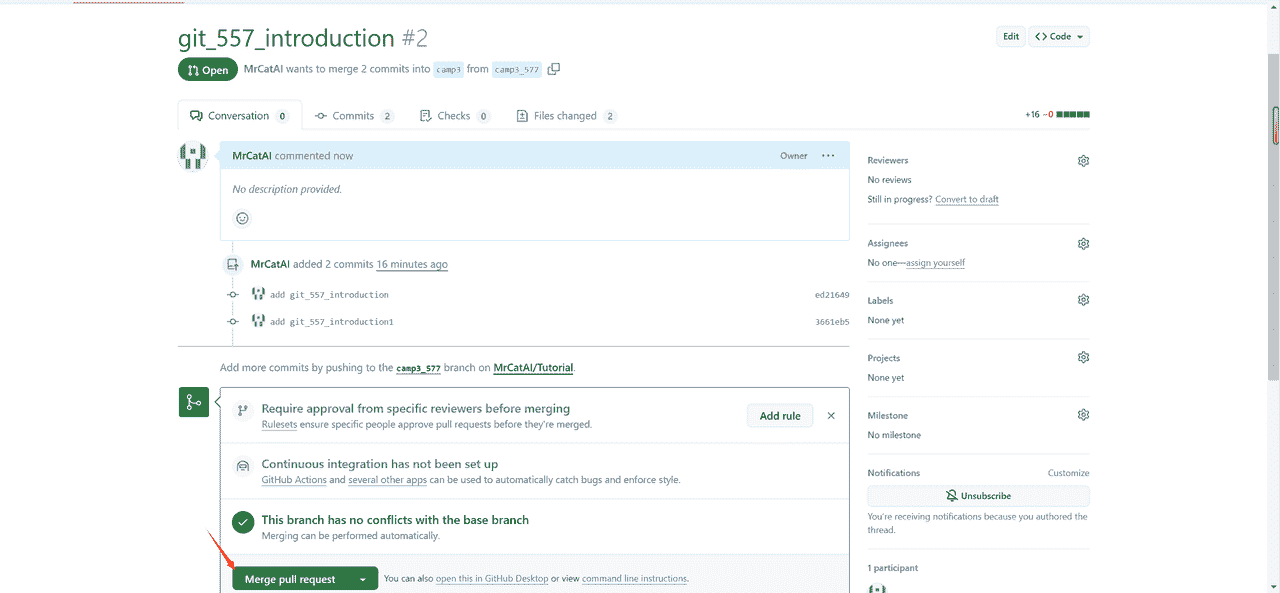 git_557_introduction #2
Edit
<> Code
Open
MrCatAI wants to merge 2 commits into camp3 from camp3_577
Conversation 0
Commits 2
Checks 0
Files changed 2
+16 −0
MrCatAI commented now
Owner
No description provided.
MrCatAI added 2 commits 16 minutes ago
add git_557_introduction
ed21649
add git_557_introduction1
3661eb5
Add more commits by pushing to the camp3_577 branch on MrCatAI/Tutorial.
Require approval from specific reviewers before merging
Rulesets ensure specific people approve pull requests before they're merged.
Add rule
Continuous integration has not been set up
GitHub Actions and several other apps can be used to automatically catch bugs and enforce style.
This branch has no conflicts with the base branch
Merging can be performed automatically.
Merge pull request
You can also open this in GitHub Desktop or view command line instructions.
Reviewers
No reviews
Still in progress? Convert to draft
Assignees
No one—assign yourself
Labels
None yet
Projects
None yet
Milestone
No milestone
Notifications
Customize
Unsubscribe
You're receiving notifications because you authored the
thread.
1 participant